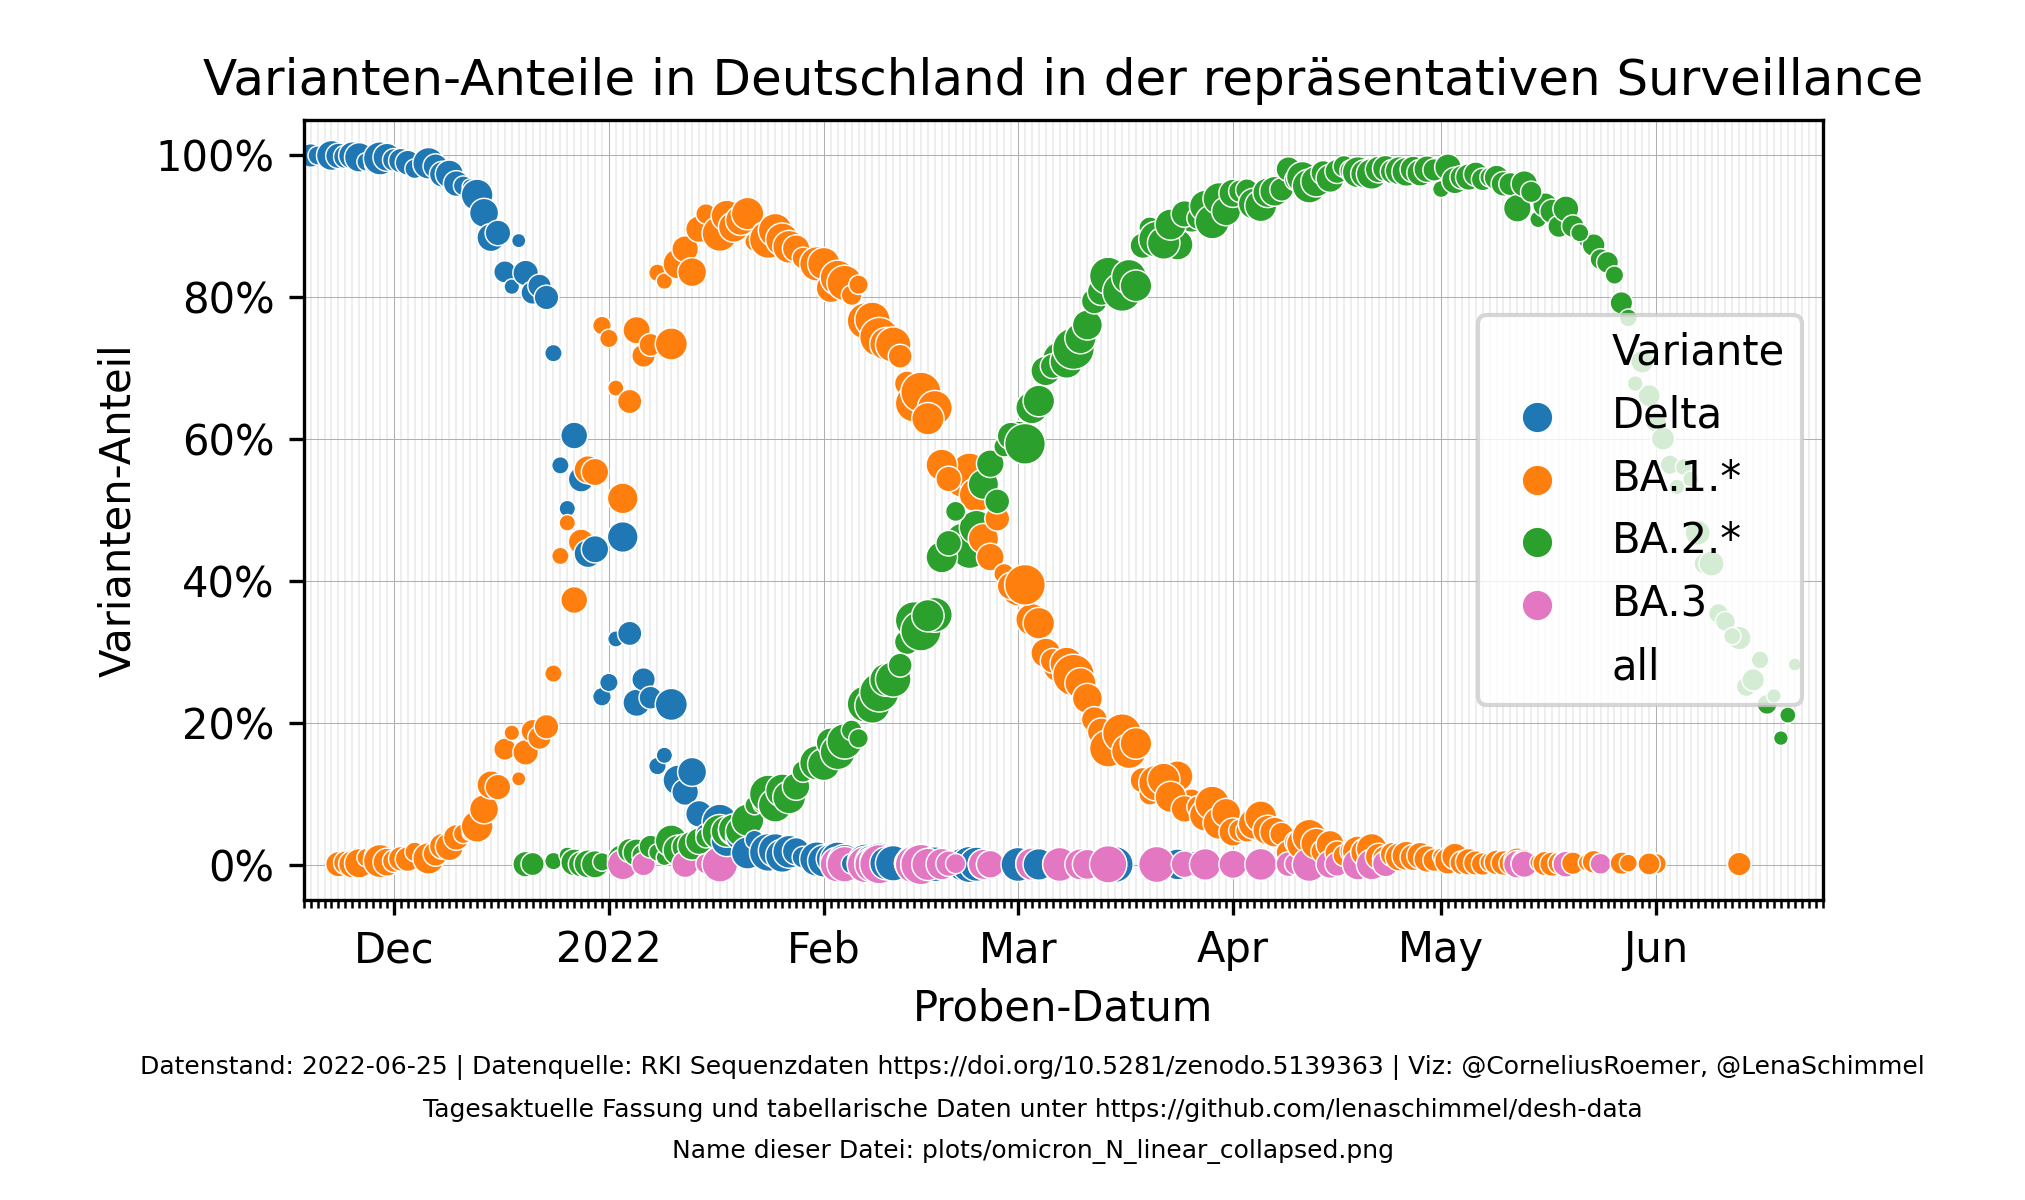 Varianten-Anteile in Deutschland in der repräsentativen Surveillance
Varianten-Anteil
100%
80%
60%
40%
20%
0%
Variante
Delta
BA.1.*
BA.2.*
BA.3
all
Dec 2022 Feb Mar Apr May Jun
Proben-Datum
Datenstand: 2022-06-25 | Datenquelle: RKI Sequenzdaten https://doi.org/10.5281/zenodo.5139363 | Viz: @CorneliusRoemer, @LenaSchimmel
Tagesaktuelle Fassung und tabellarische Daten unter https://github.com/lenaschimmel/desh-data
Name dieser Datei: plots/omicron_N_linear_collapsed.png